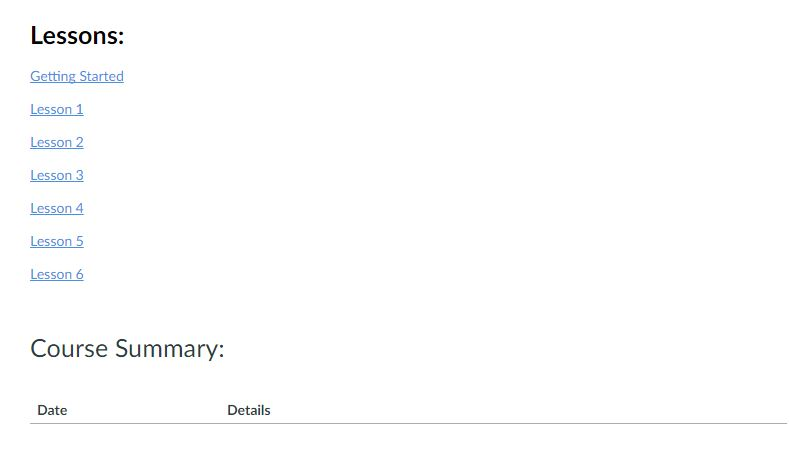 Lessons:
Getting Started
Lesson 1
Lesson 2
Lesson 3
Lesson 4
Lesson 5
Lesson 6
Course Summary:
Date Details